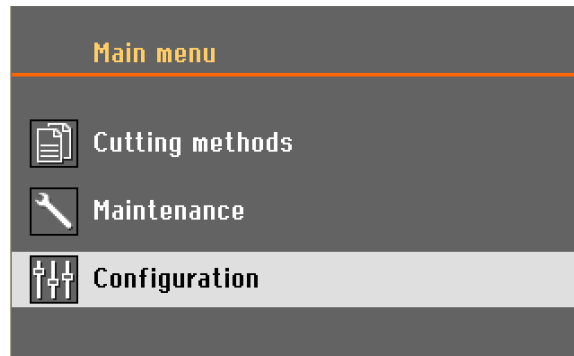 Main menu
Cutting methods
Maintenance
Configuration